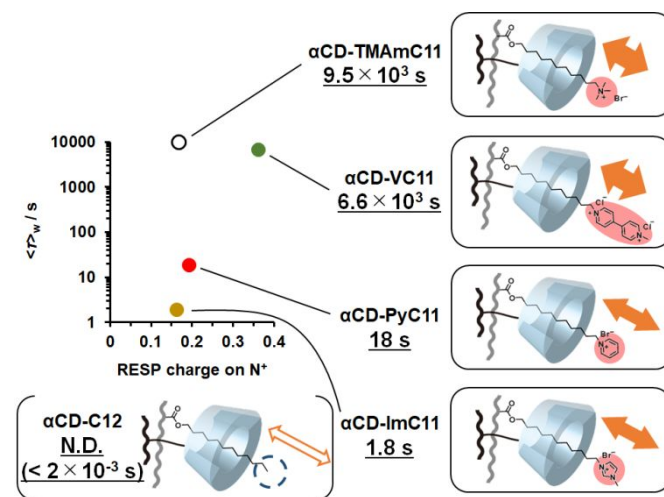 αCD-TMAmC11
9.5×10³ s
10000
1000
100
10
1
<τ>w / s
0 0.1 0.2 0.3 0.4
RESP charge on N⁺
αCD-VC11
6.6×10³ s
αCD-PyC11
18 s
αCD-ImC11
1.8 s
αCD-C12
N.D.
(< 2×10⁻³ s)
O
O
N
+
Br⁻
O
O
Cl⁻
N
+
Cl⁻
N
+
O
O
Br⁻
N
+
O
O
Br⁻
N
+
N
O
O